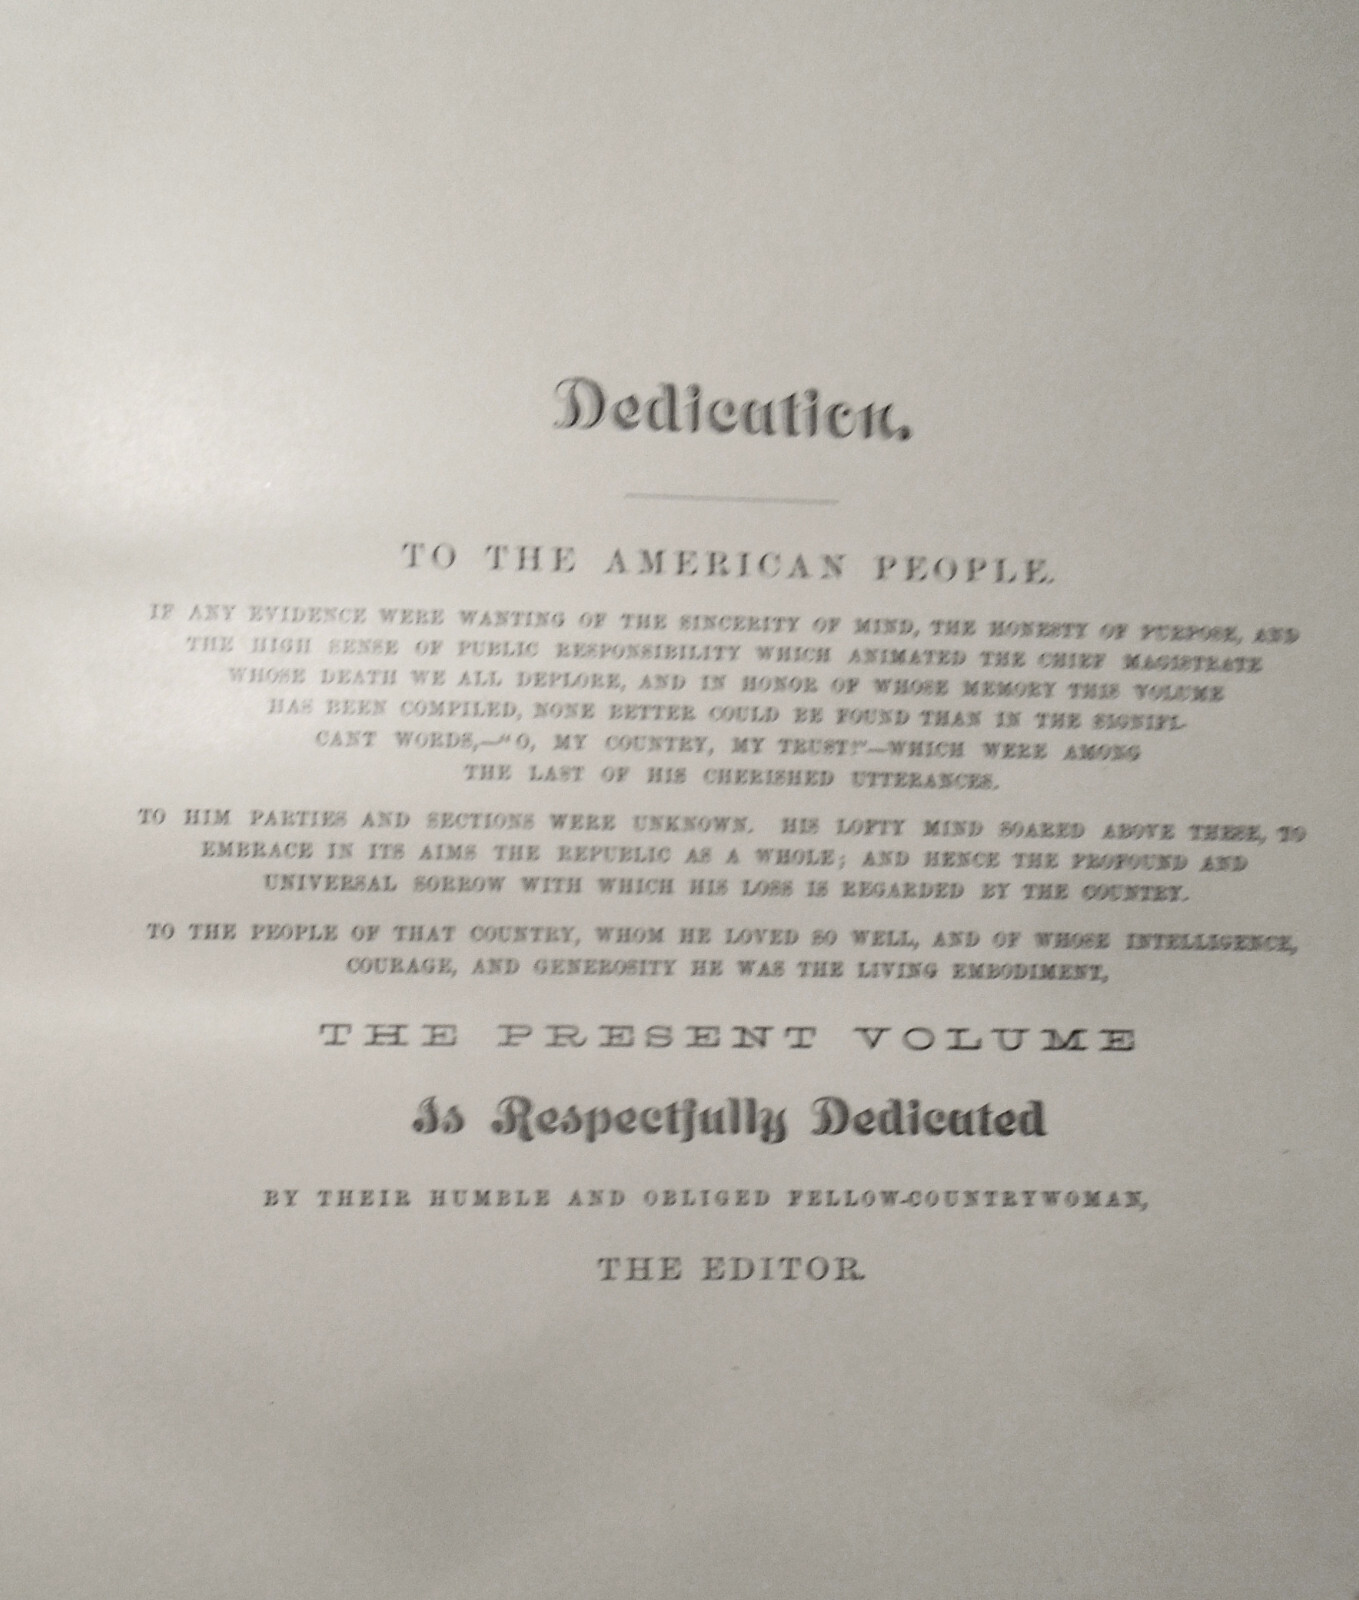 Dedication.
TO THE AMERICAN PEOPLE.
IF ANY EVIDENCE WERE WANTING OF THE SINCERITY OF MIND, THE HONESTY OF PURPOSE, AND
THE HIGH SENSE OF PUBLIC RESPONSIBILITY WHICH ANIMATED THE CHIEF MAGISTRATE
WHOSE DEATH WE ALL DEPLORE, AND IN HONOR OF WHOSE MEMORY THIS VOLUME
HAS BEEN COMPILED, NONE BETTER COULD BE FOUND THAN IN THE SIGNIFI-
CANT WORDS,—"O, MY COUNTRY, MY TRUST!"—WHICH WERE AMONG
THE LAST OF HIS CHERISHED UTTERANCES.
TO HIM PARTIES AND SECTIONS WERE UNKNOWN. HIS LOFTY MIND SOARED ABOVE THESE, TO
EMBRACE IN ITS AIMS THE REPUBLIC AS A WHOLE; AND HENCE THE PROFOUND AND
UNIVERSAL SORROW WITH WHICH HIS LOSS IS REGARDED BY THE COUNTRY.
TO THE PEOPLE OF THAT COUNTRY, WHOM HE LOVED SO WELL, AND OF WHOSE INTELLIGENCE,
COURAGE, AND GENEROSITY HE WAS THE LIVING EMBODIMENT,
THE PRESENT VOLUME
Is Respectfully Dedicated
BY THEIR HUMBLE AND OBLIGED FELLOW-COUNTRYWOMAN,
THE EDITOR.